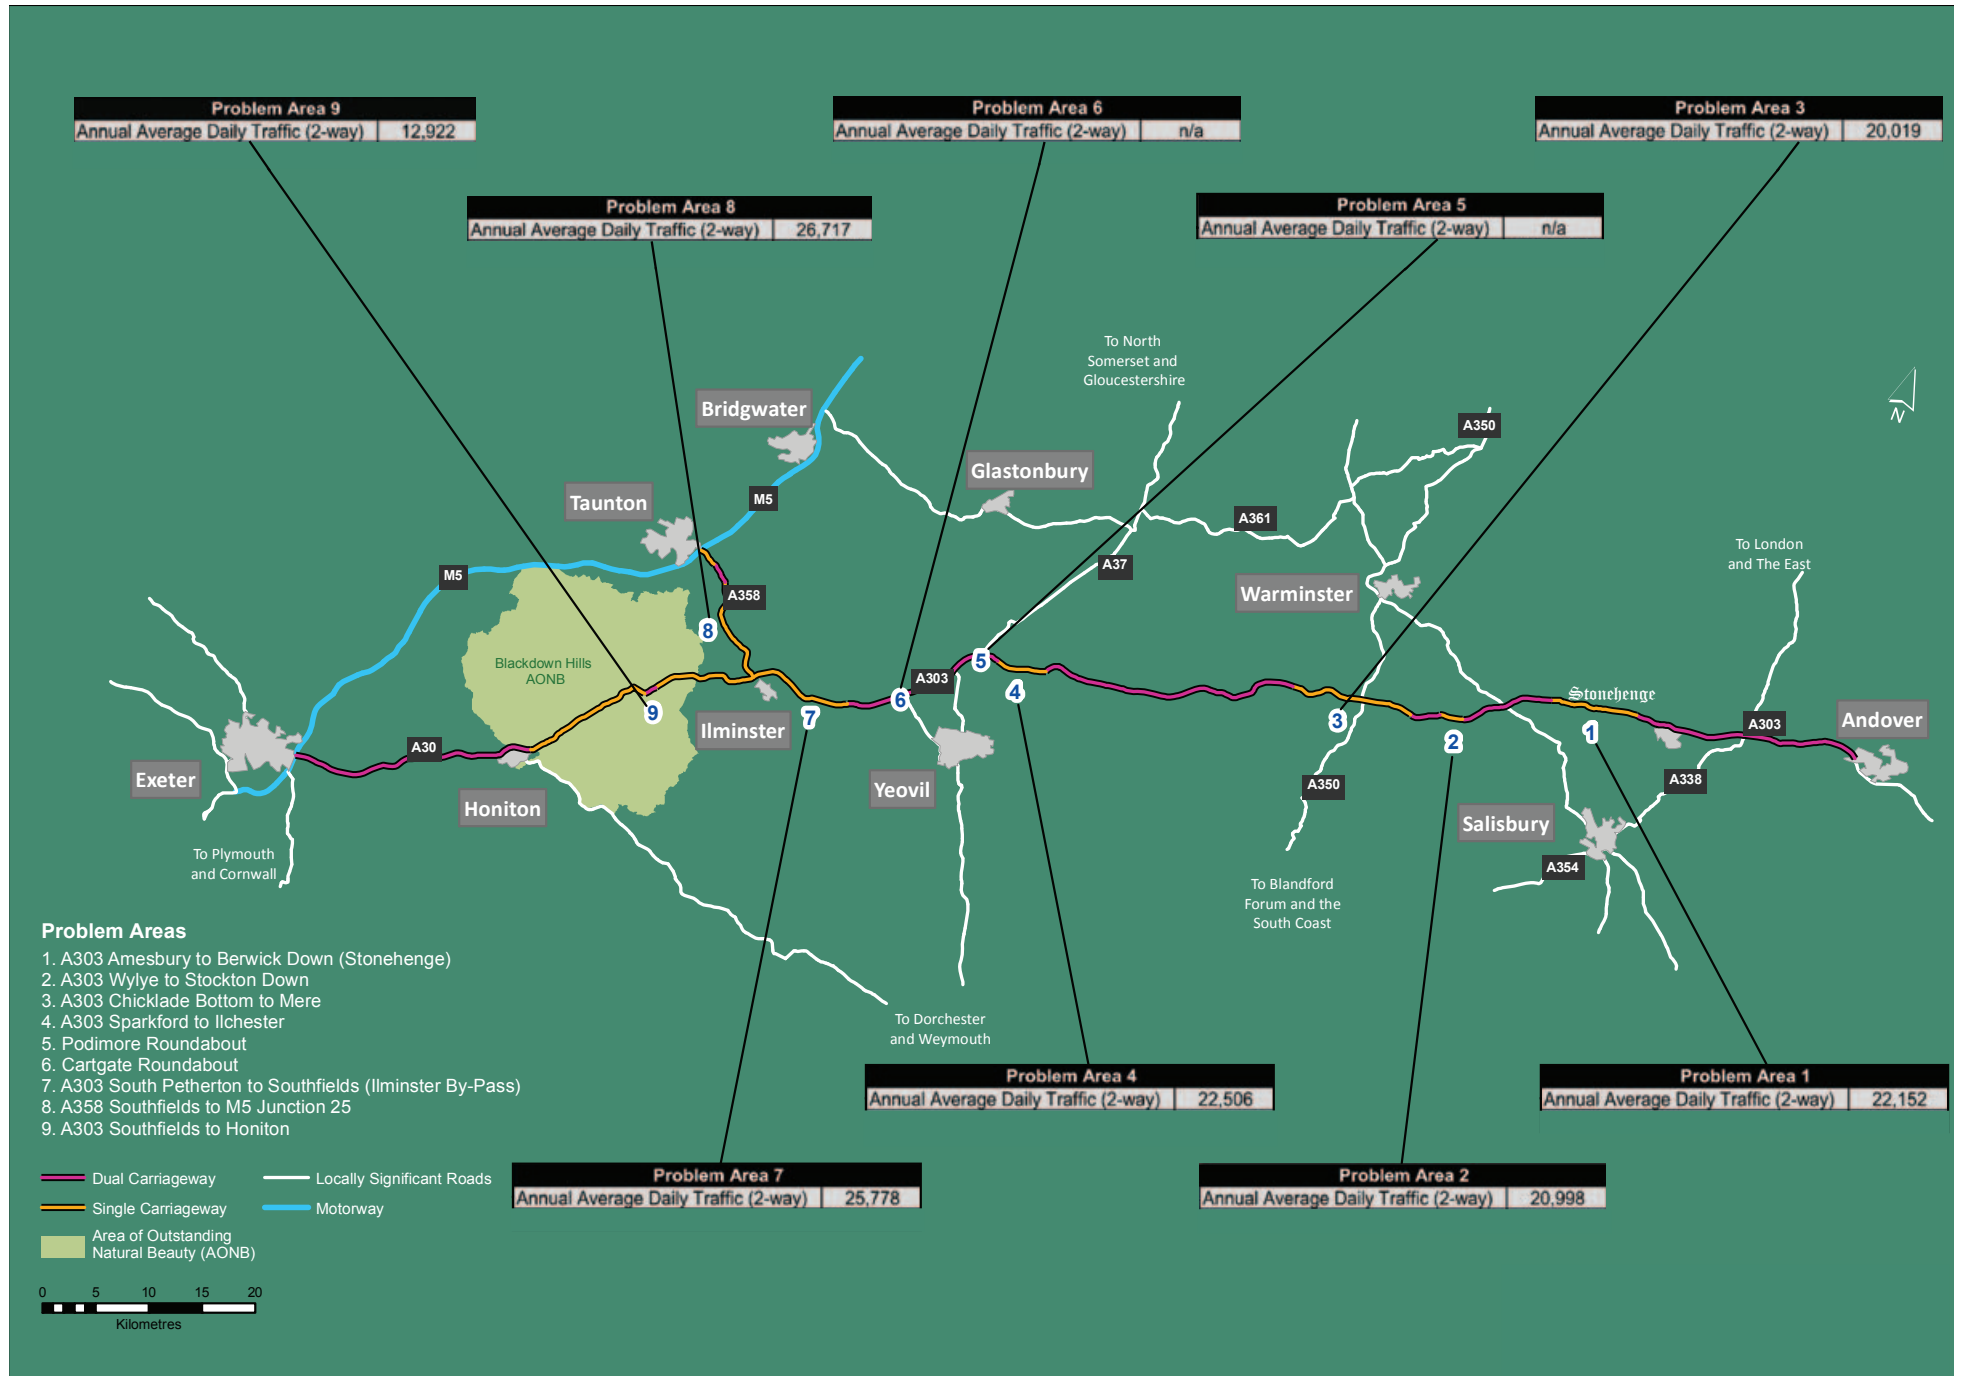 Problem Area 9
Annual Average Daily Traffic (2-way) 12,922
Problem Area 6
Annual Average Daily Traffic (2-way) n/a
Problem Area 3
Annual Average Daily Traffic (2-way) 20,019
Problem Area 8
Annual Average Daily Traffic (2-way) 26,717
Problem Area 5
Annual Average Daily Traffic (2-way) n/a
To North
Somerset and
Gloucestershire
N
Bridgwater
A350
Glastonbury
Taunton
M5
A361
To London
and The East
A37
M5
A358
Warminster
8
Blackdown Hills
AONB
5
A303
4
6
9
7
3
2
1
Stonehenge
A303
Andover
Ilminster
A30
Exeter
Honiton
Yeovil
A350
A338
Salisbury
A354
To Plymouth
and Cornwall
To Blandford
Forum and the
South Coast
To Dorchester
and Weymouth
Problem Areas
1. A303 Amesbury to Berwick Down (Stonehenge)
2. A303 Wylye to Stockton Down
3. A303 Chicklade Bottom to Mere
4. A303 Sparkford to Ilchester
5. Podimore Roundabout
6. Cartgate Roundabout
7. A303 South Petherton to Southfields (Ilminster By-Pass)
8. A358 Southfields to M5 Junction 25
9. A303 Southfields to Honiton
Problem Area 4
Annual Average Daily Traffic (2-way) 22,506
Problem Area 1
Annual Average Daily Traffic (2-way) 22,152
Problem Area 7
Annual Average Daily Traffic (2-way) 25,778
Problem Area 2
Annual Average Daily Traffic (2-way) 20,998
Dual Carriageway
Locally Significant Roads
Single Carriageway
Motorway
Area of Outstanding
Natural Beauty (AONB)
0 5 10 15 20
Kilometres